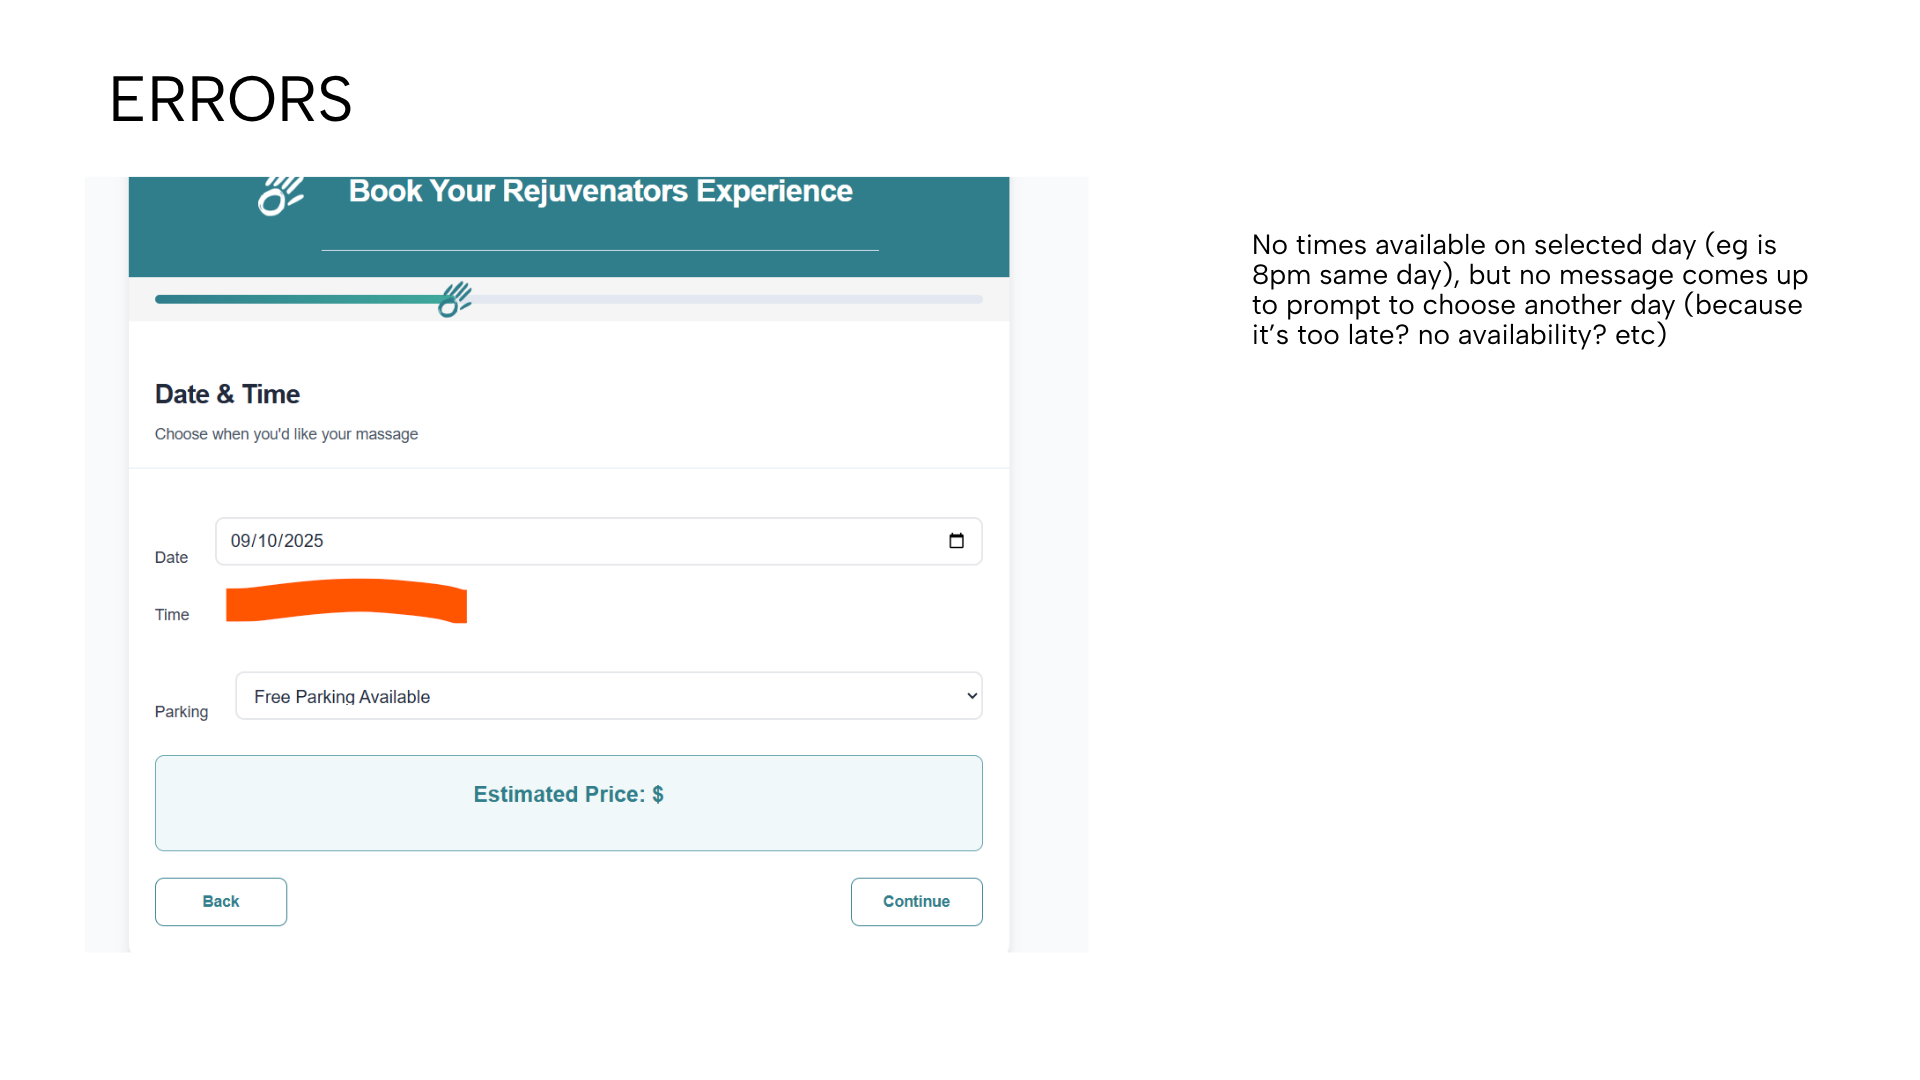 ERRORS
Book Your Rejuvenators Experience
Date & Time
Choose when you'd like your massage
Date
09/10/2025
Time
Parking
Free Parking Available
Estimated Price: $
Back
Continue
No times available on selected day (eg is
8pm same day), but no message comes up
to prompt to choose another day (because
it's too late? no availability? etc)